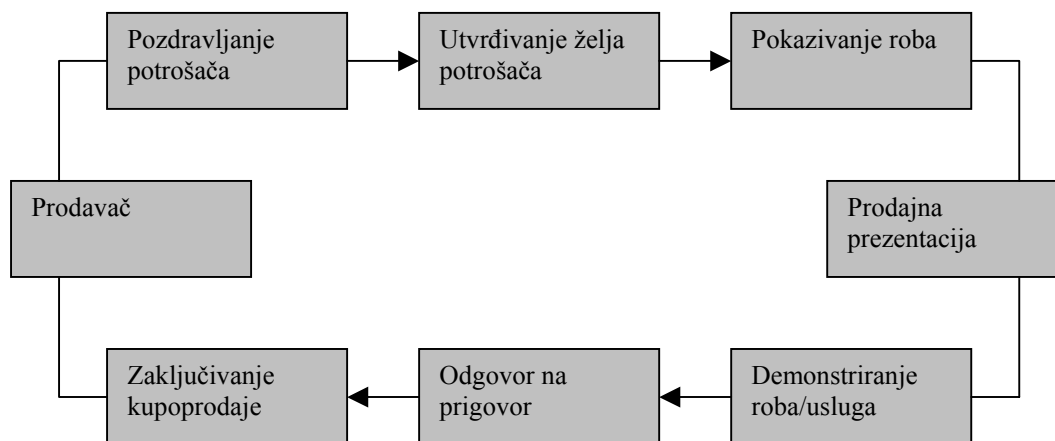 Pozdravljanje
potrošača
Utvrđivanje želja
potrošača
Pokazivanje roba
Prodavač
Prodajna
prezentacija
Zaključivanje
kupoprodaje
Odgovor na
prigovor
Demonstriranje
roba/usluga